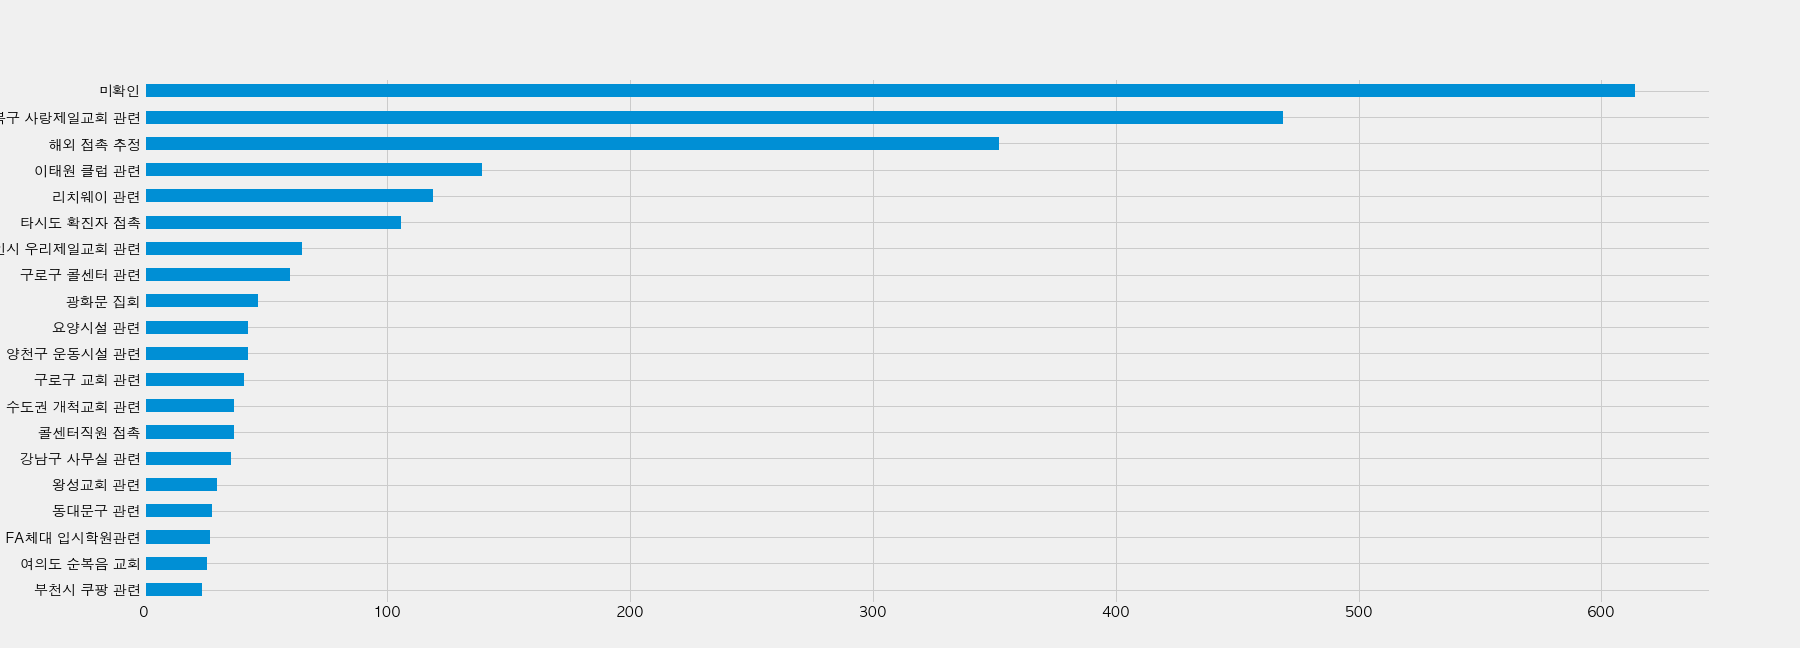 미확인
사랑제일교회 관련
해외 접촉 추정
이태원 클럽 관련
리치웨이 관련
타시도 확진자 접촉
우리제일교회 관련
구로구 콜센터 관련
광화문 집회
요양시설 관련
양천구 운동시설 관련
구로구 교회 관련
수도권 개척교회 관련
콜센터직원 접촉
강남구 사무실 관련
왕성교회 관련
동대문구 관련
FA체대 입시학원관련
여의도 순복음 교회
부천시 쿠팡 관련
0 100 200 300 400 500 600